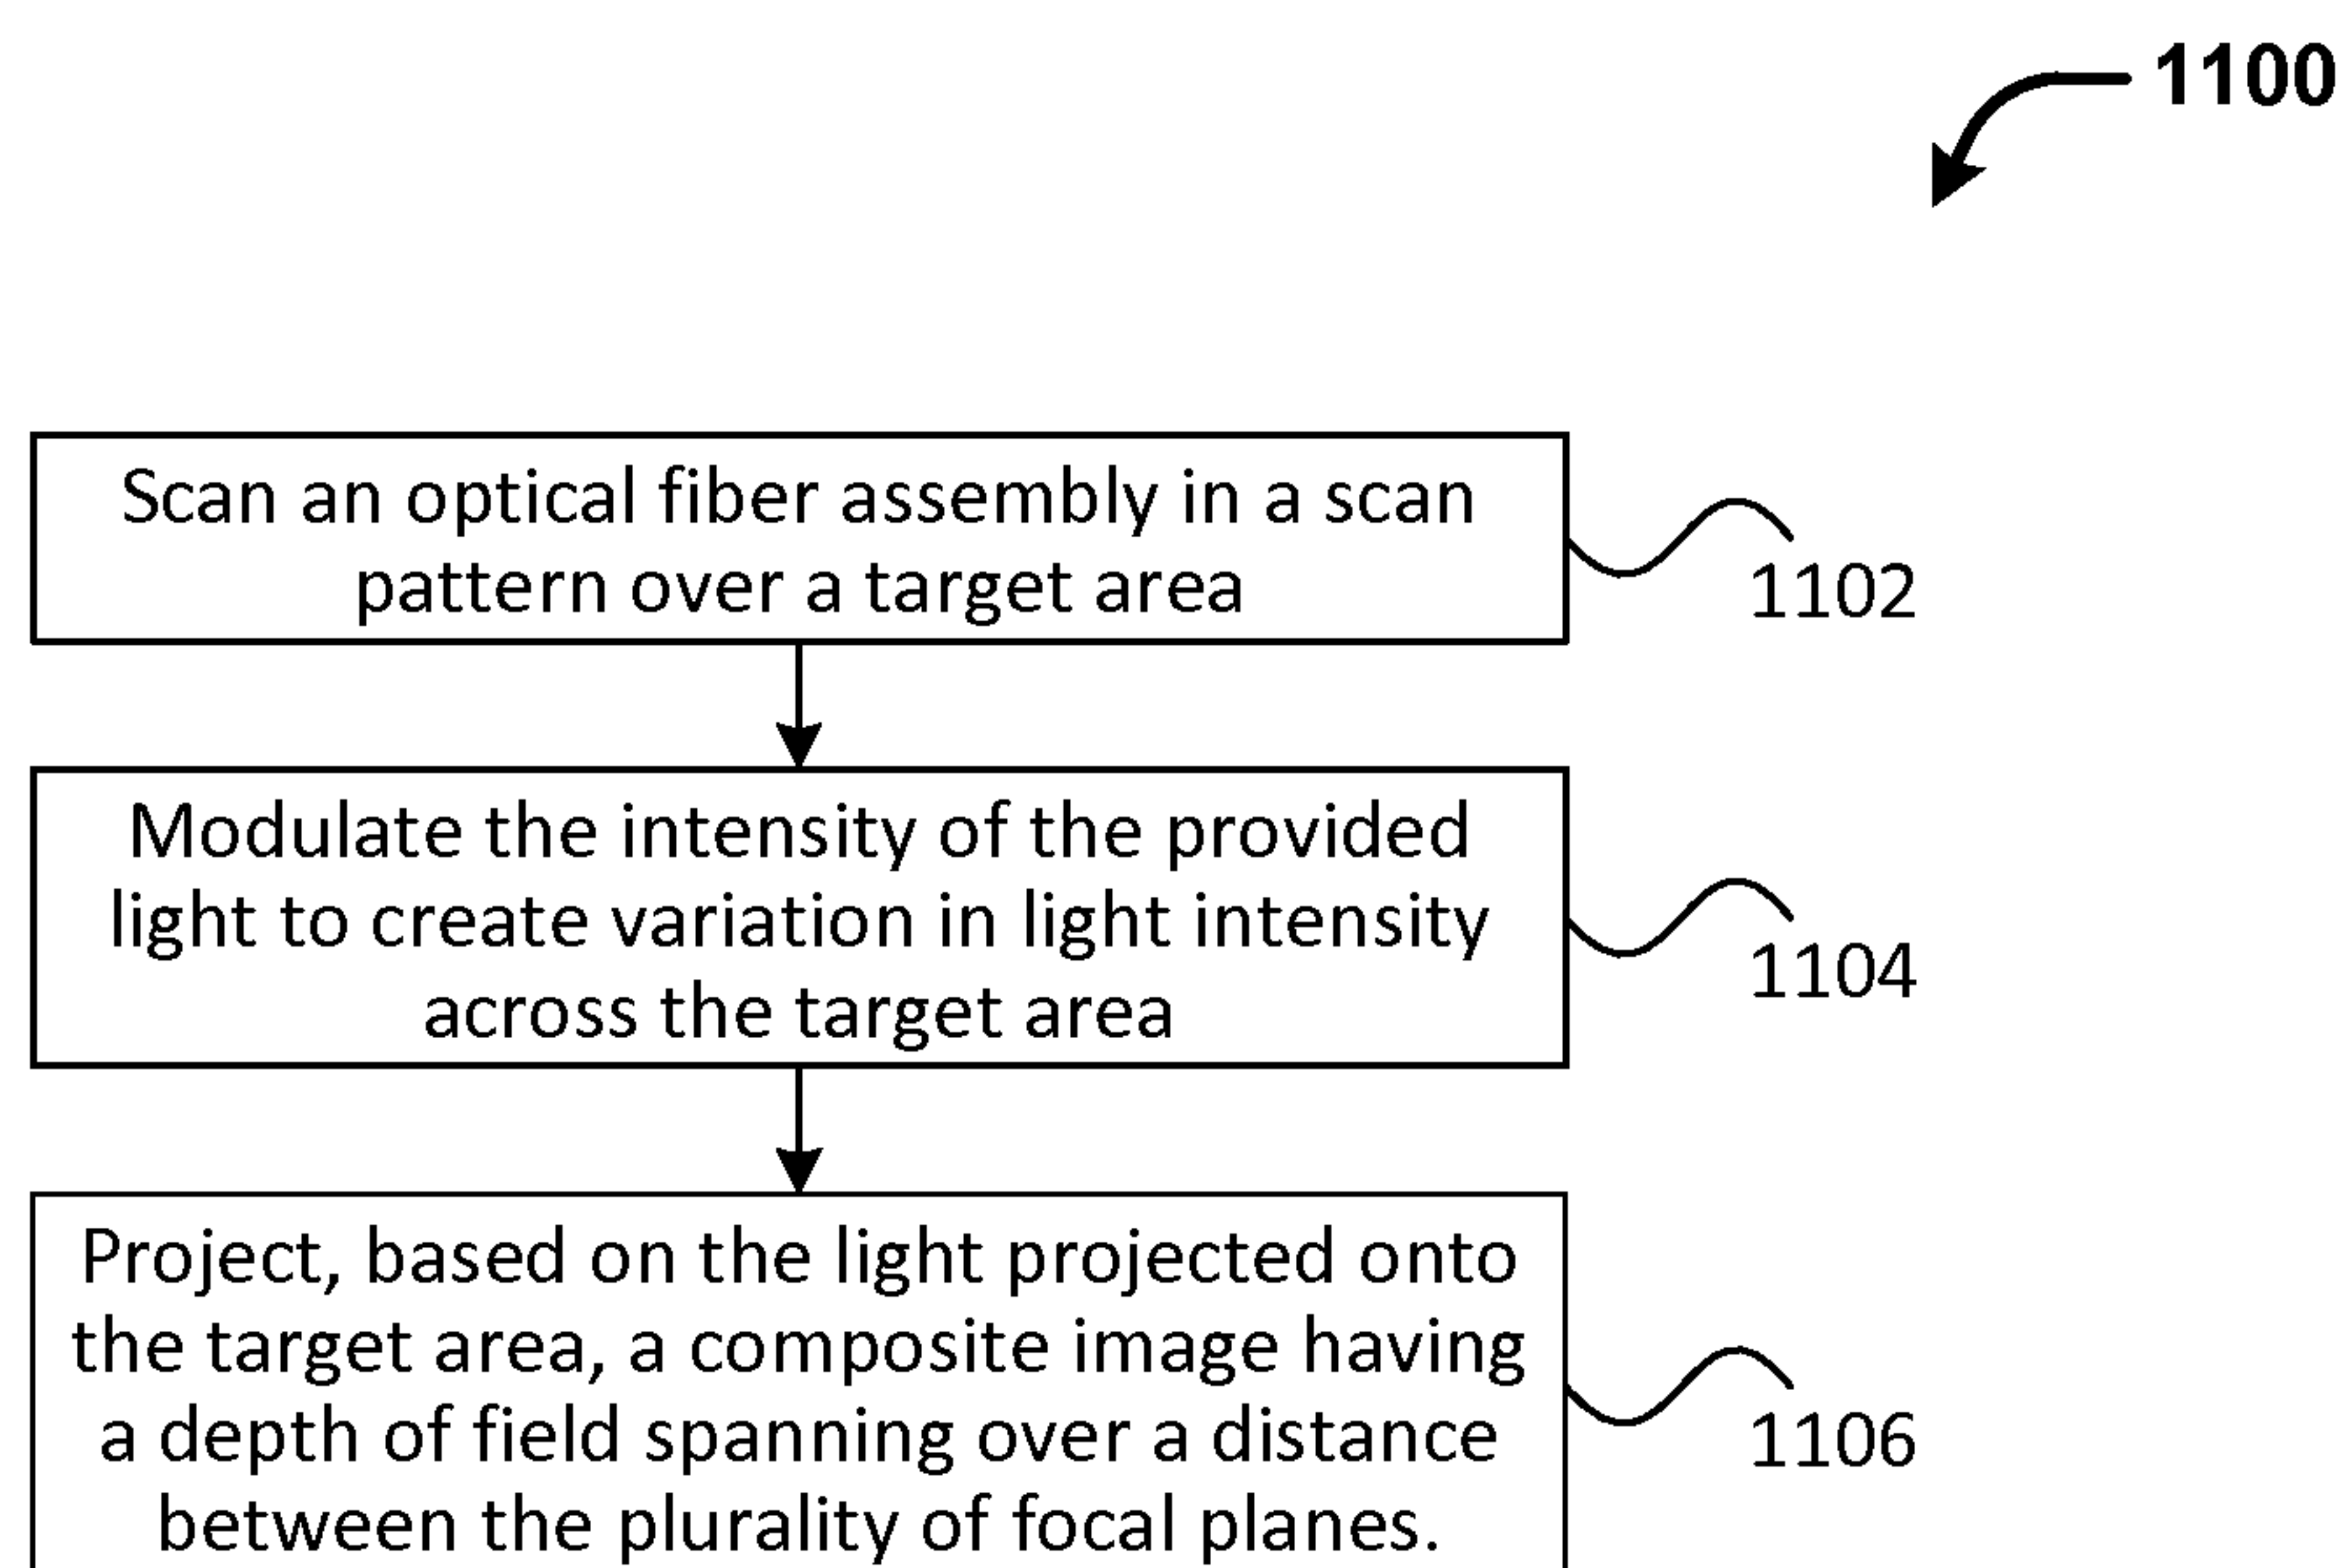 1100
Scan an optical fiber assembly in a scan
pattern over a target area
1102
Modulate the intensity of the provided
light to create variation in light intensity
across the target area
1104
Project, based on the light projected onto
the target area, a composite image having
a depth of field spanning over a distance
between the plurality of focal planes.
1106